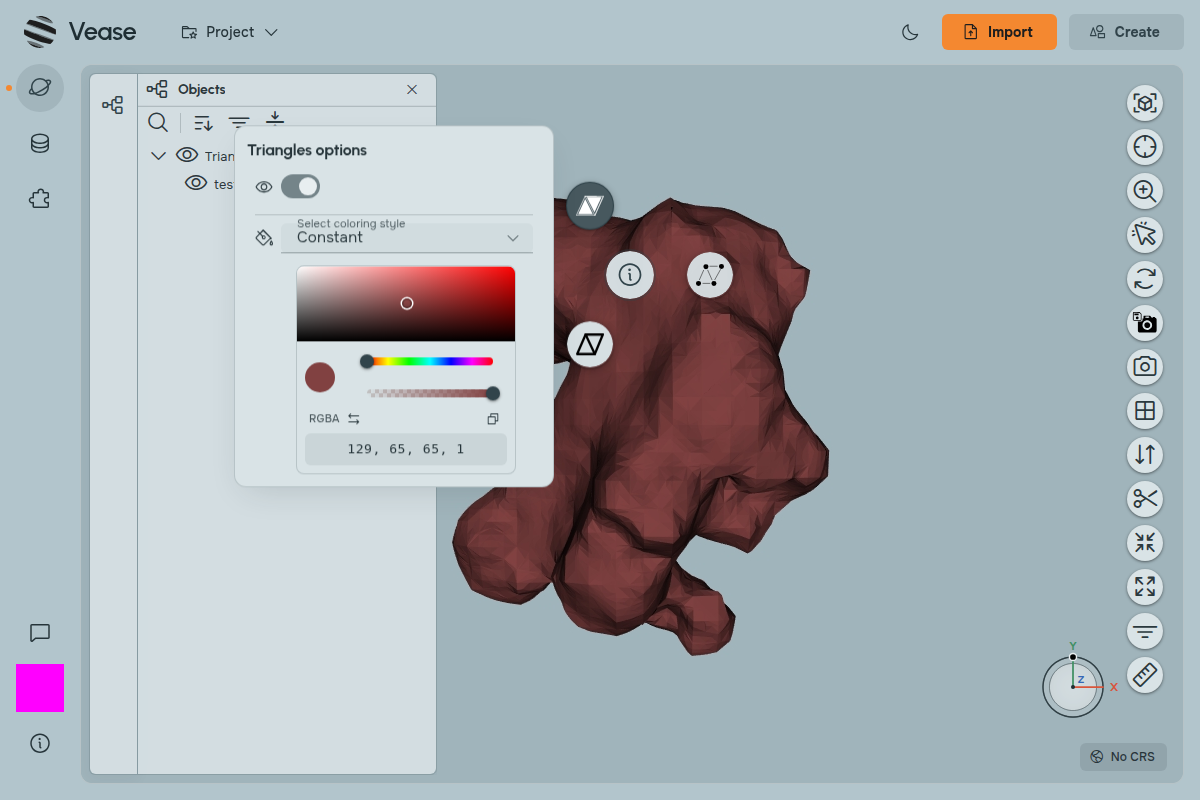 Vease
Project
Import
Create
Objects
Trian
tes
Triangles options
Select coloring style
Constant
RGBA
129, 65, 65, 1
Y
Z
X
No CRS